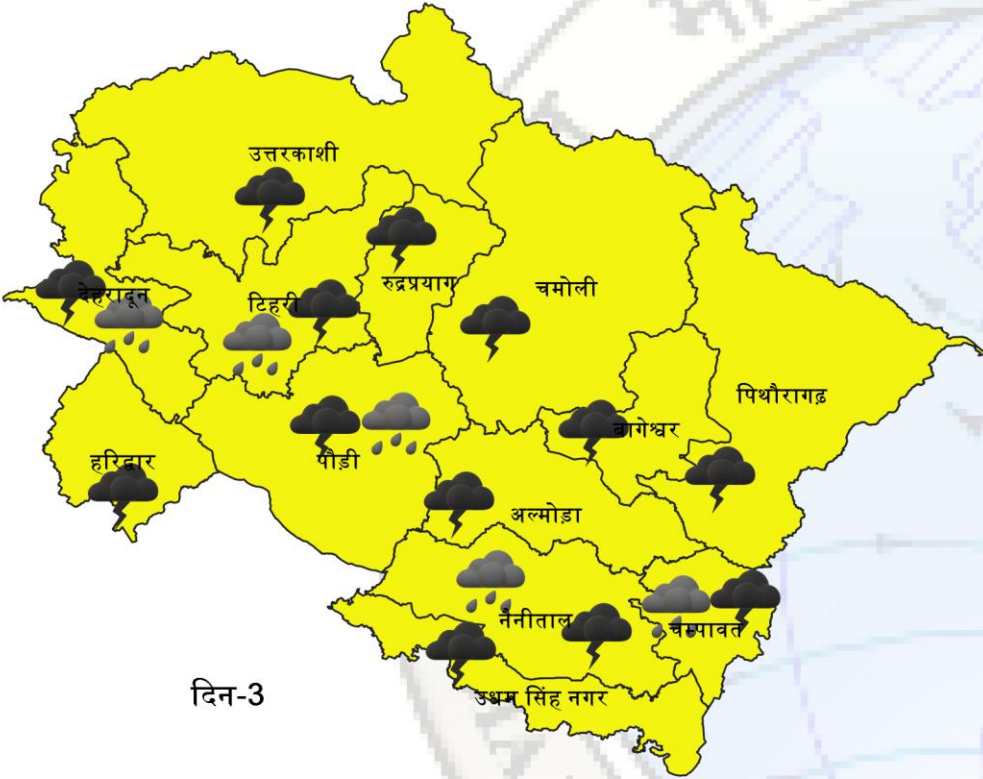 उत्तरकाशी
रुद्रप्रयाग
चमोली
देहरादून
टिहरी
पिथौरागढ़
बागेश्वर
पौड़ी
हरिद्वार
अल्मोड़ा
नैनीताल
चम्पावत
उधम सिंह नगर
दिन-3